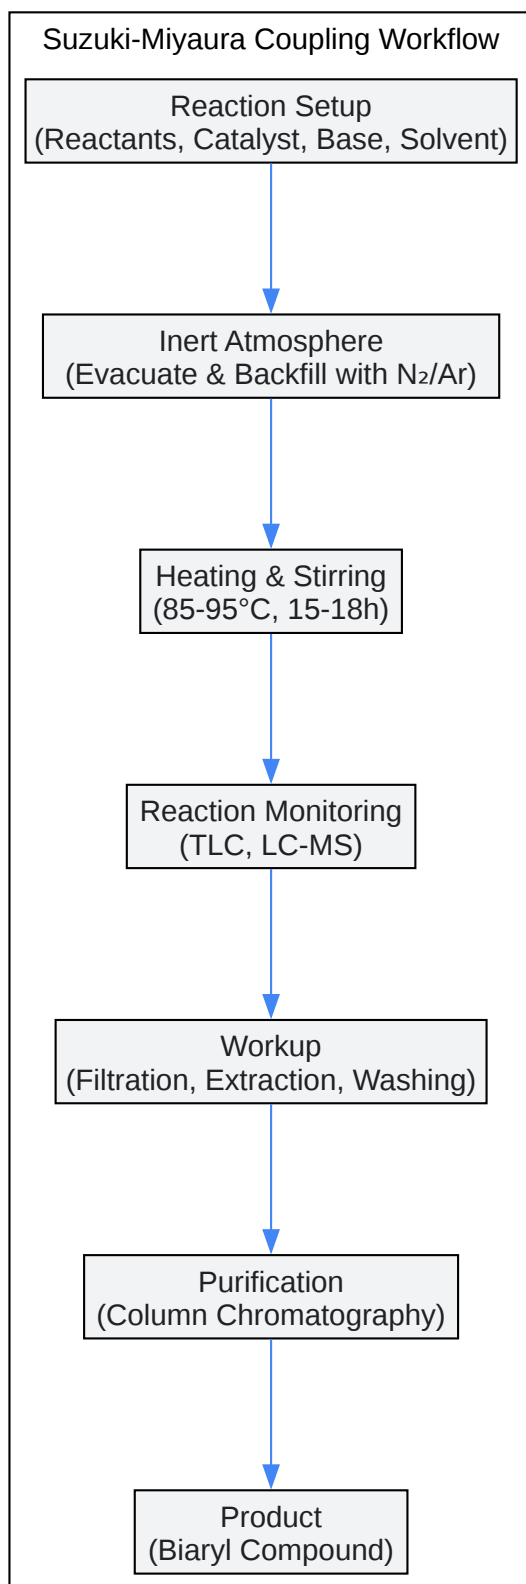 Suzuki-Miyaura Coupling Workflow
Reaction Setup
(Reactants, Catalyst, Base, Solvent)
Inert Atmosphere
(Evacuate & Backfill with N₂/Ar)
Heating & Stirring
(85-95°C, 15-18h)
Reaction Monitoring
(TLC, LC-MS)
Workup
(Filtration, Extraction, Washing)
Purification
(Column Chromatography)
Product
(Biaryl Compound)